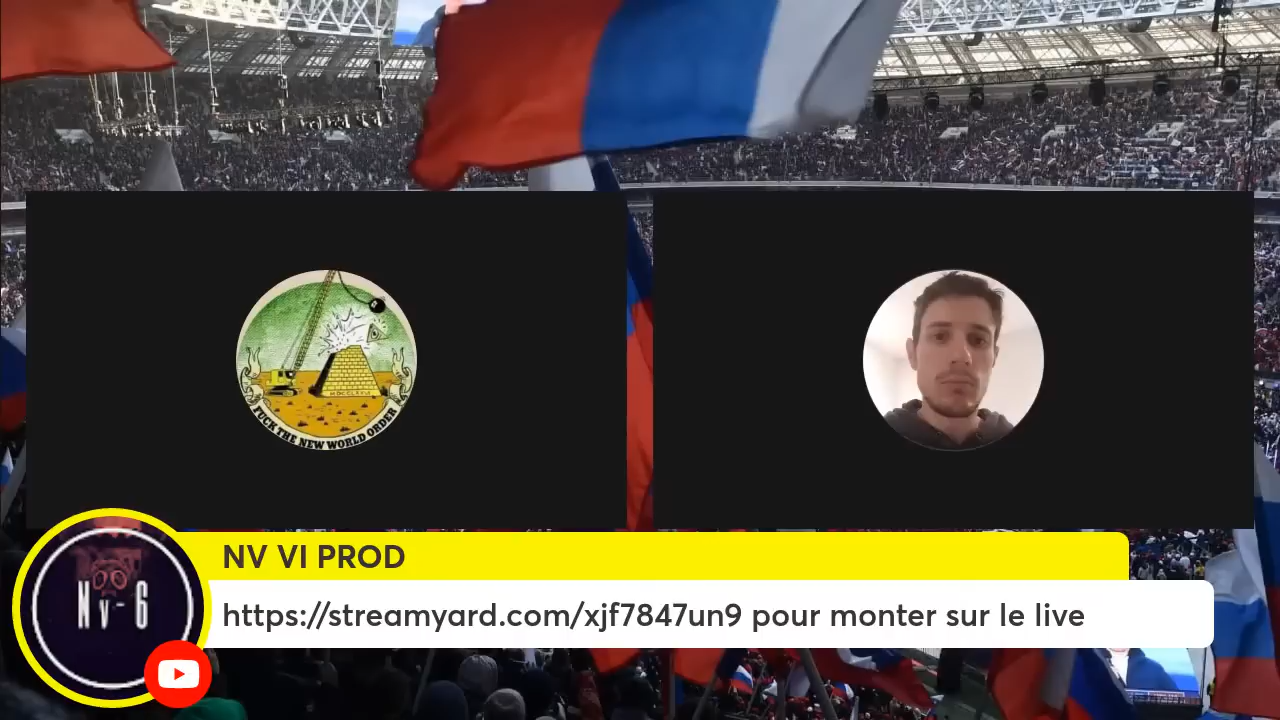 MDCCLXXVI
FUCK THE NEW WORLD ORDER
NV VI PROD
https://streamyard.com/xjf7847un9 pour monter sur le live
Nv-6